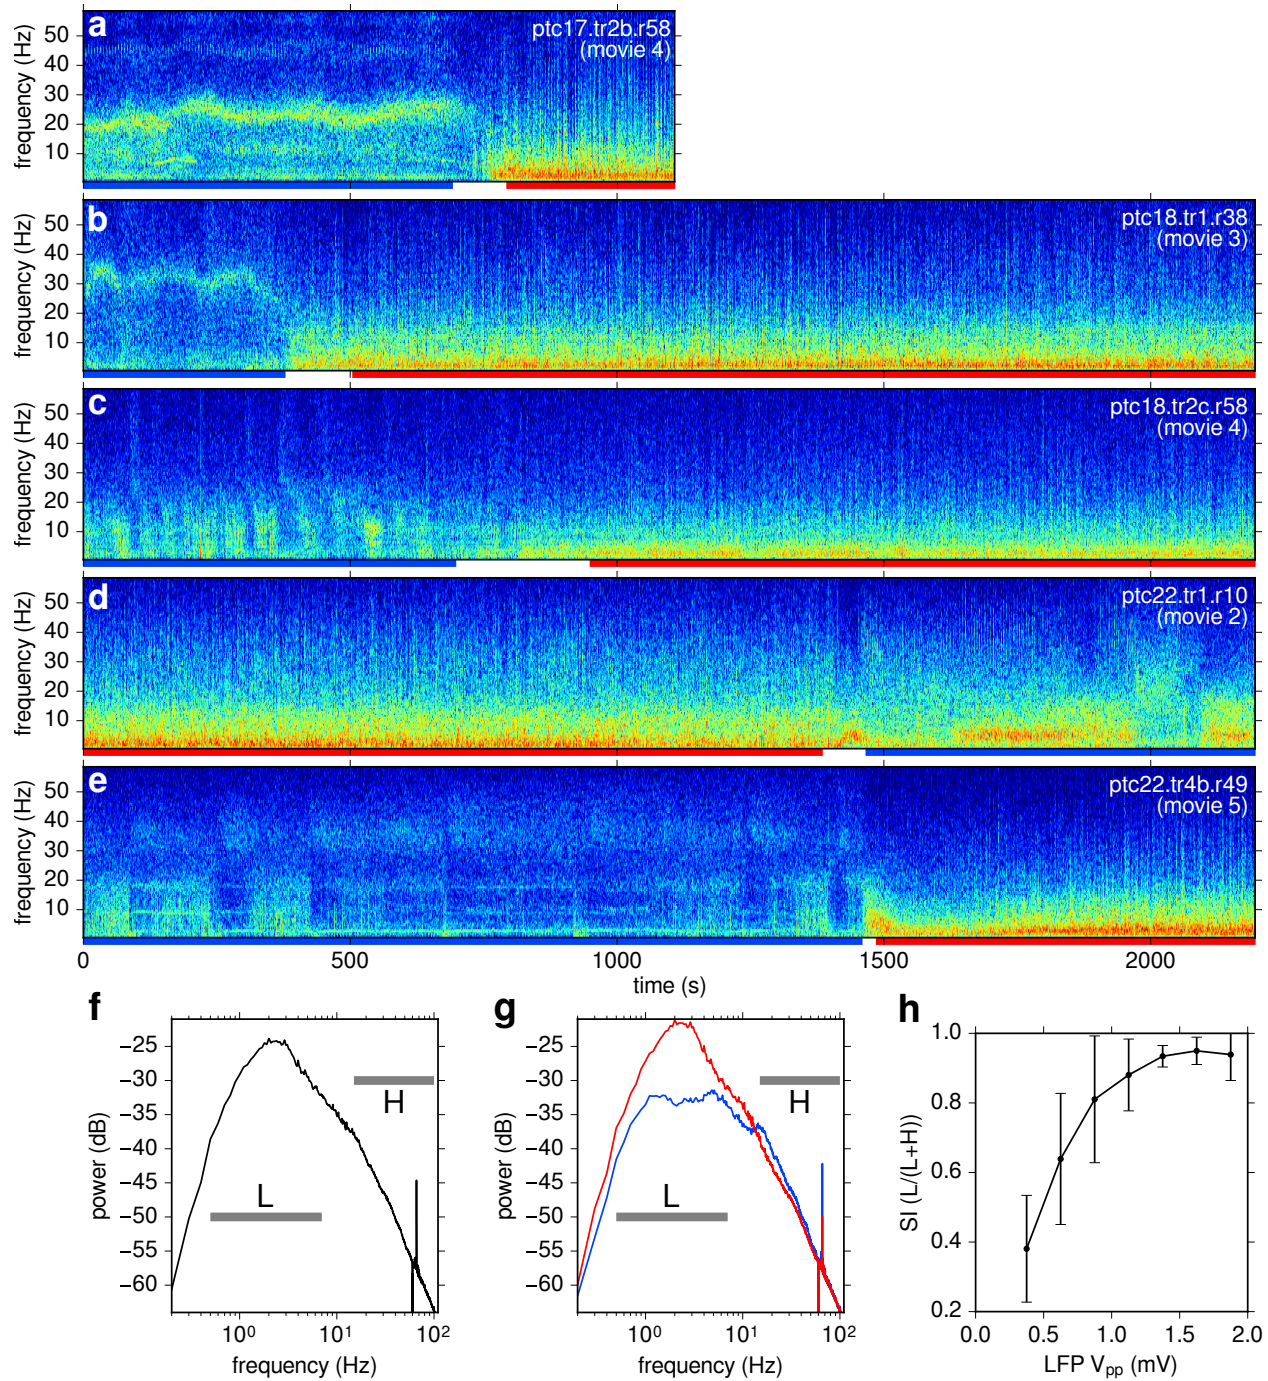 a
ptc17.tr2b.r58
(movie 4)
frequency (Hz)
50
40
30
20
10
b
ptc18.tr1.r38
(movie 3)
frequency (Hz)
50
40
30
20
10
c
ptc18.tr2c.r58
(movie 4)
frequency (Hz)
50
40
30
20
10
d
ptc22.tr1.r10
(movie 2)
frequency (Hz)
50
40
30
20
10
e
ptc22.tr4b.r49
(movie 5)
frequency (Hz)
50
40
30
20
10
0 500 1000 1500 2000
time (s)
f
power (dB)
−25
−30
−35
−40
−45
−50
−55
−60
H
L
10⁰ 10¹ 10²
frequency (Hz)
g
power (dB)
−25
−30
−35
−40
−45
−50
−55
−60
H
L
10⁰ 10¹ 10²
frequency (Hz)
h
SI (L/(L+H))
1.0
0.8
0.6
0.4
0.2
0.0 0.5 1.0 1.5 2.0
LFP Vpp (mV)